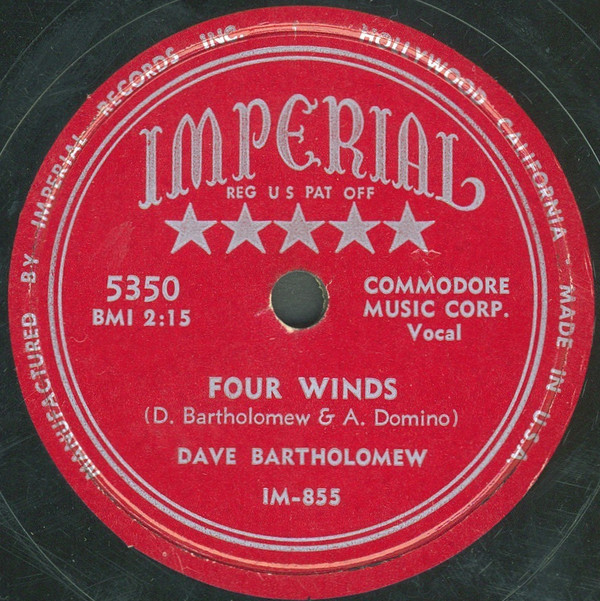 MANUFACTURED BY IMPERIAL RECORDS INC. HOLLYWOOD CALIFORNIA - MADE IN U.S.A
IMPERIAL
REG U S PAT OFF
5350
BMI 2:15
COMMODORE
MUSIC CORP.
Vocal
FOUR WINDS
(D. Bartholomew & A. Domino)
DAVE BARTHOLOMEW
IM-855